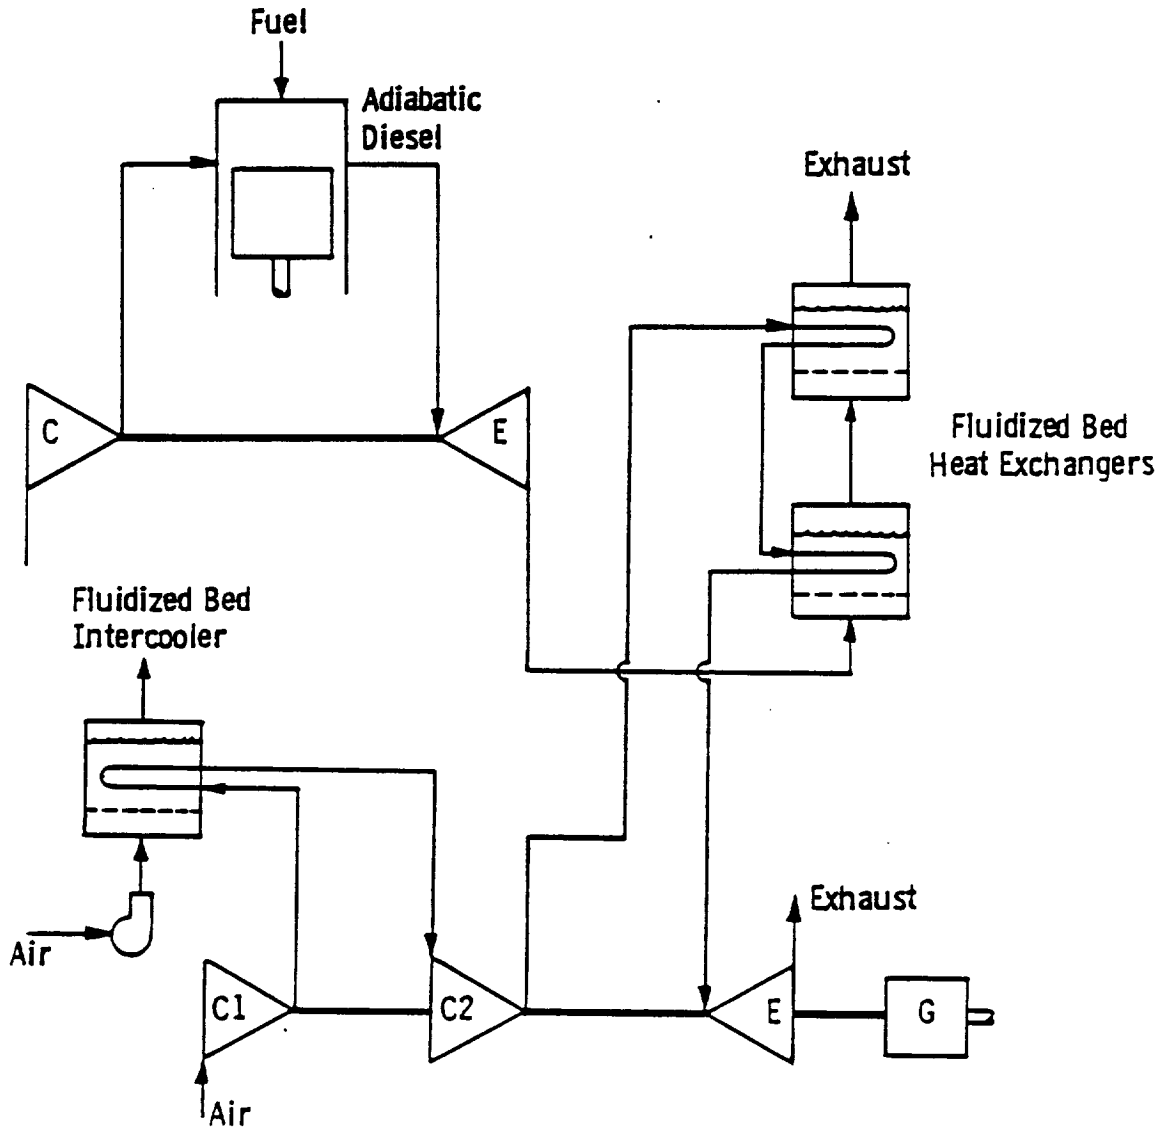 Fuel
Adiabatic
Diesel
Exhaust
C
E
Fluidized Bed
Heat Exchangers
Fluidized Bed
Intercooler
Exhaust
Air
C1
C2
E
G
Air